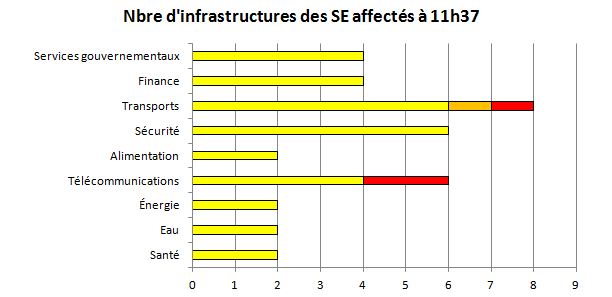 Nbre d'infrastructures des SE affectés à 11h37
Services gouvernementaux
Finance
Transports
Sécurité
Alimentation
Télécommunications
Énergie
Eau
Santé
0 1 2 3 4 5 6 7 8 9